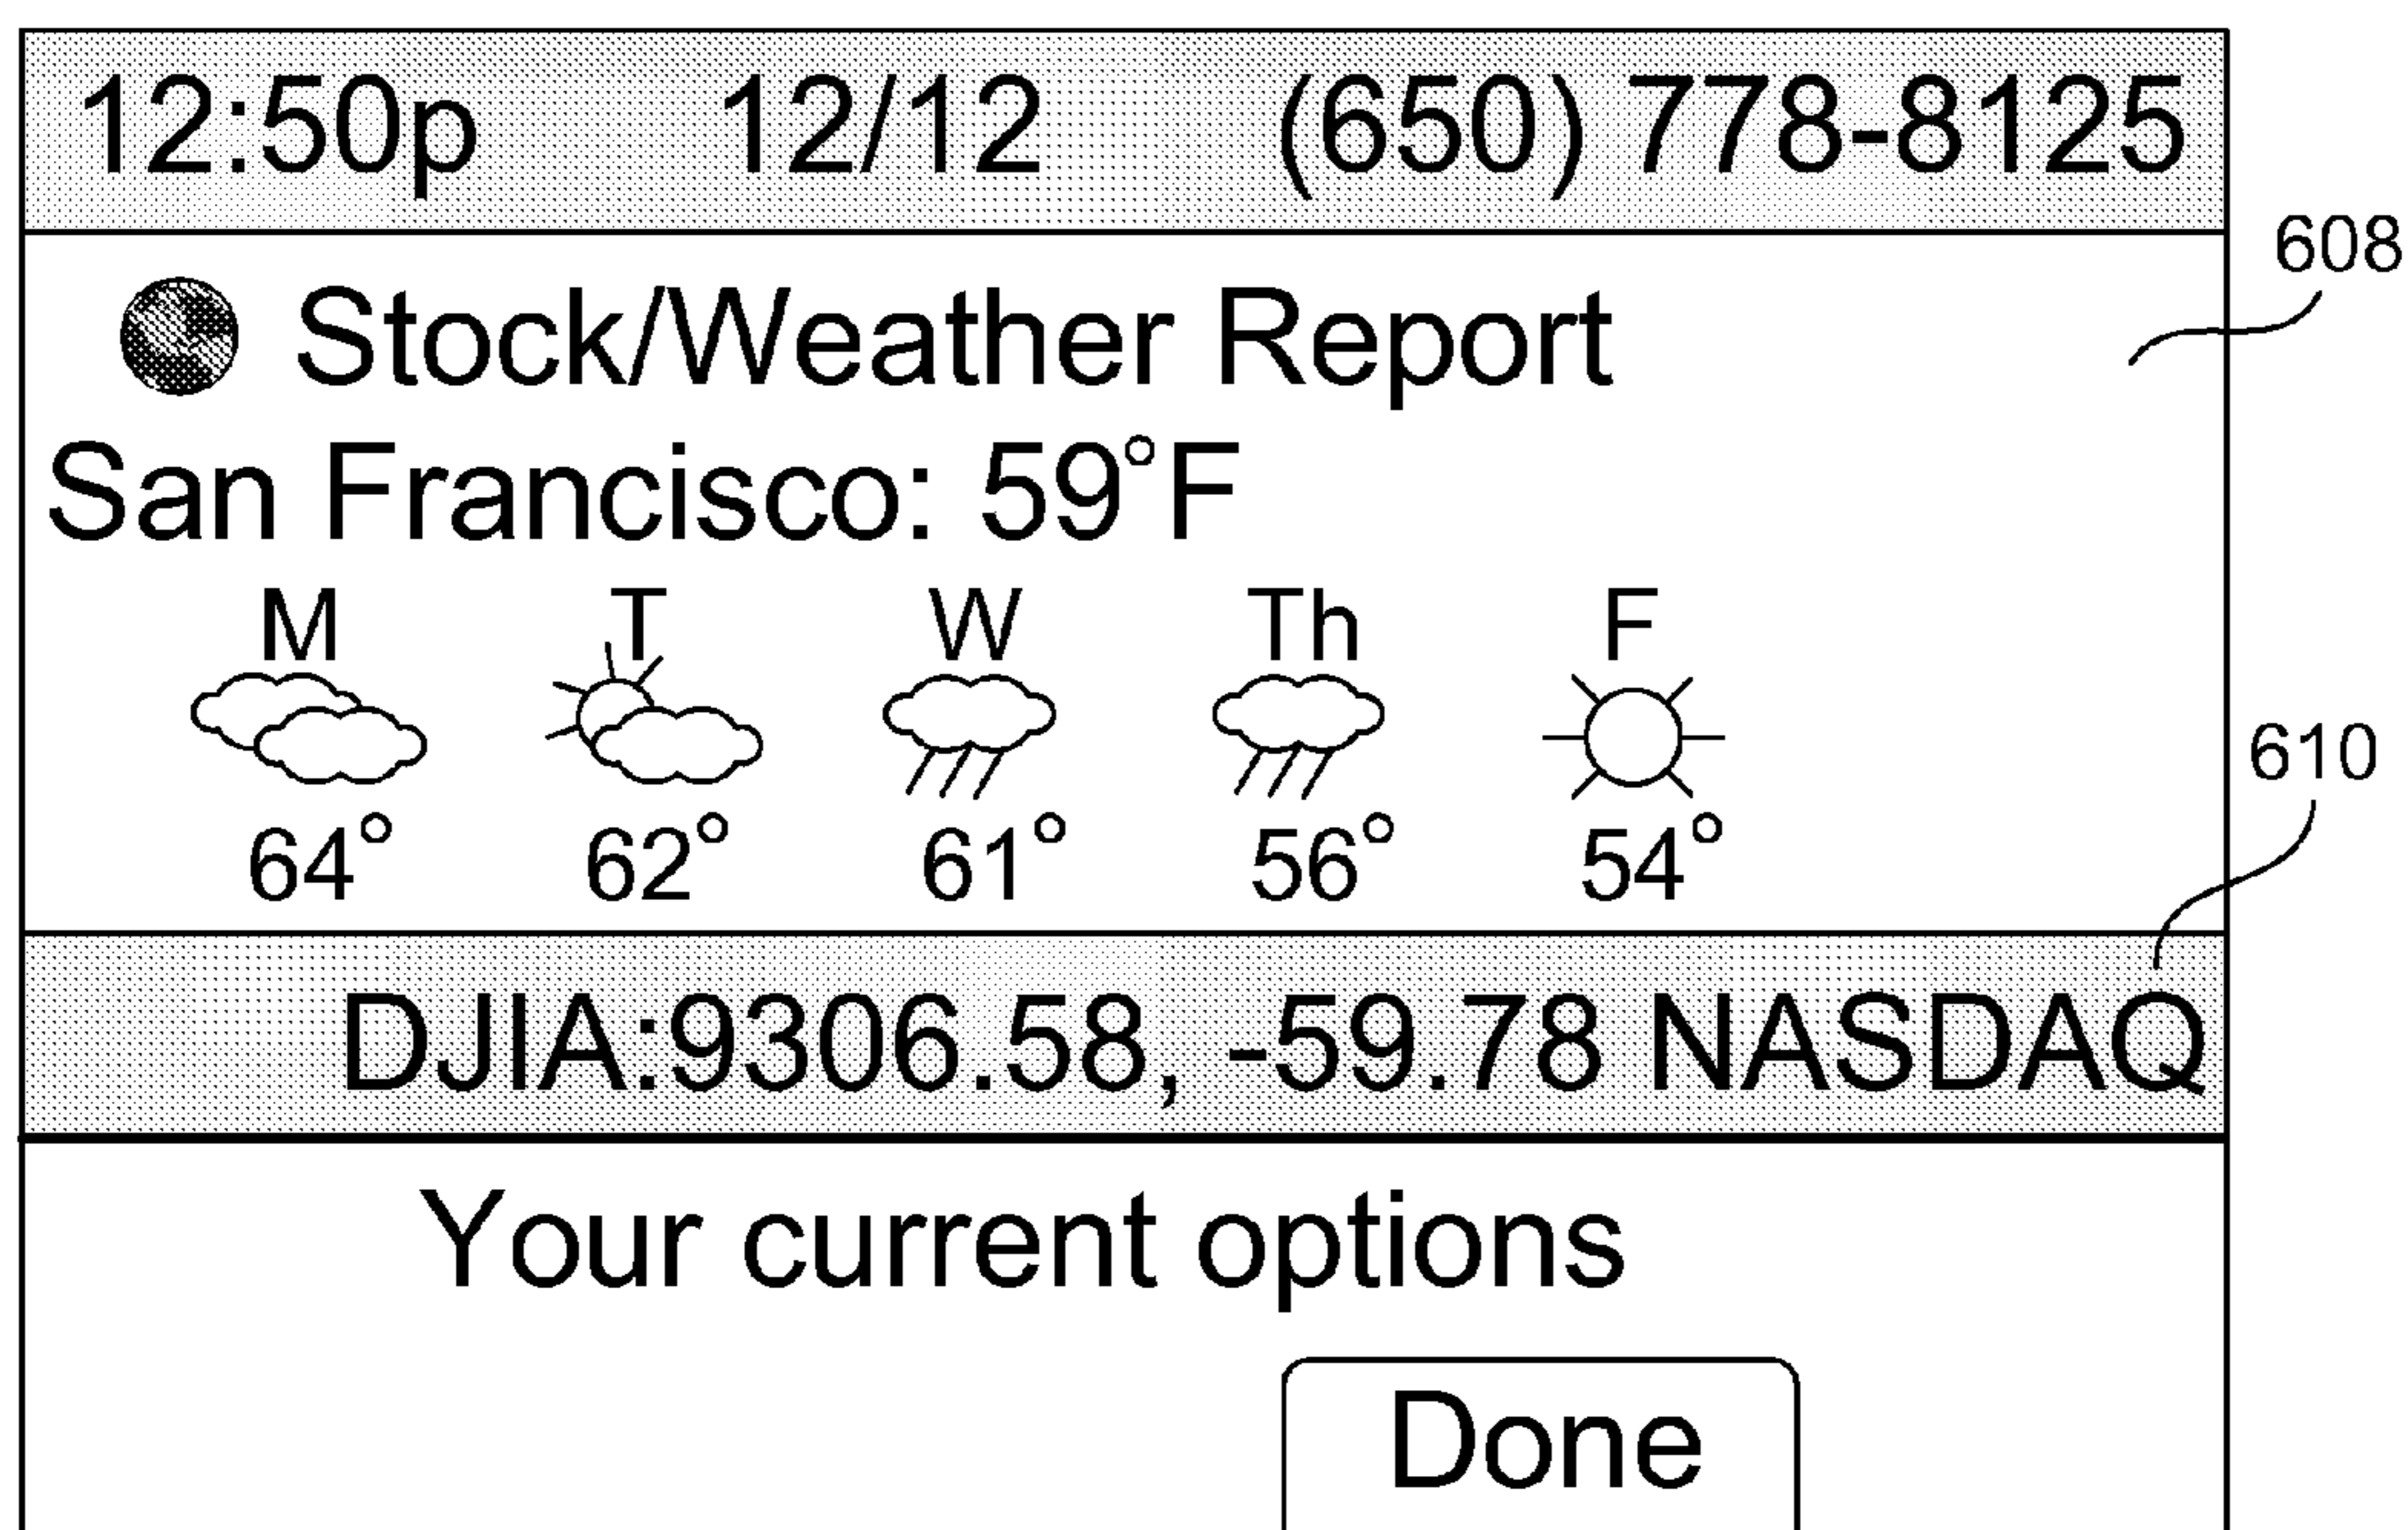 12:50p 12/12 (650) 778-8125
608
Stock/Weather Report
San Francisco: 59°F
M T W Th F
610
64° 62° 61° 56° 54°
DJIA:9306.58, -59.78 NASDAQ
Your current options
Done